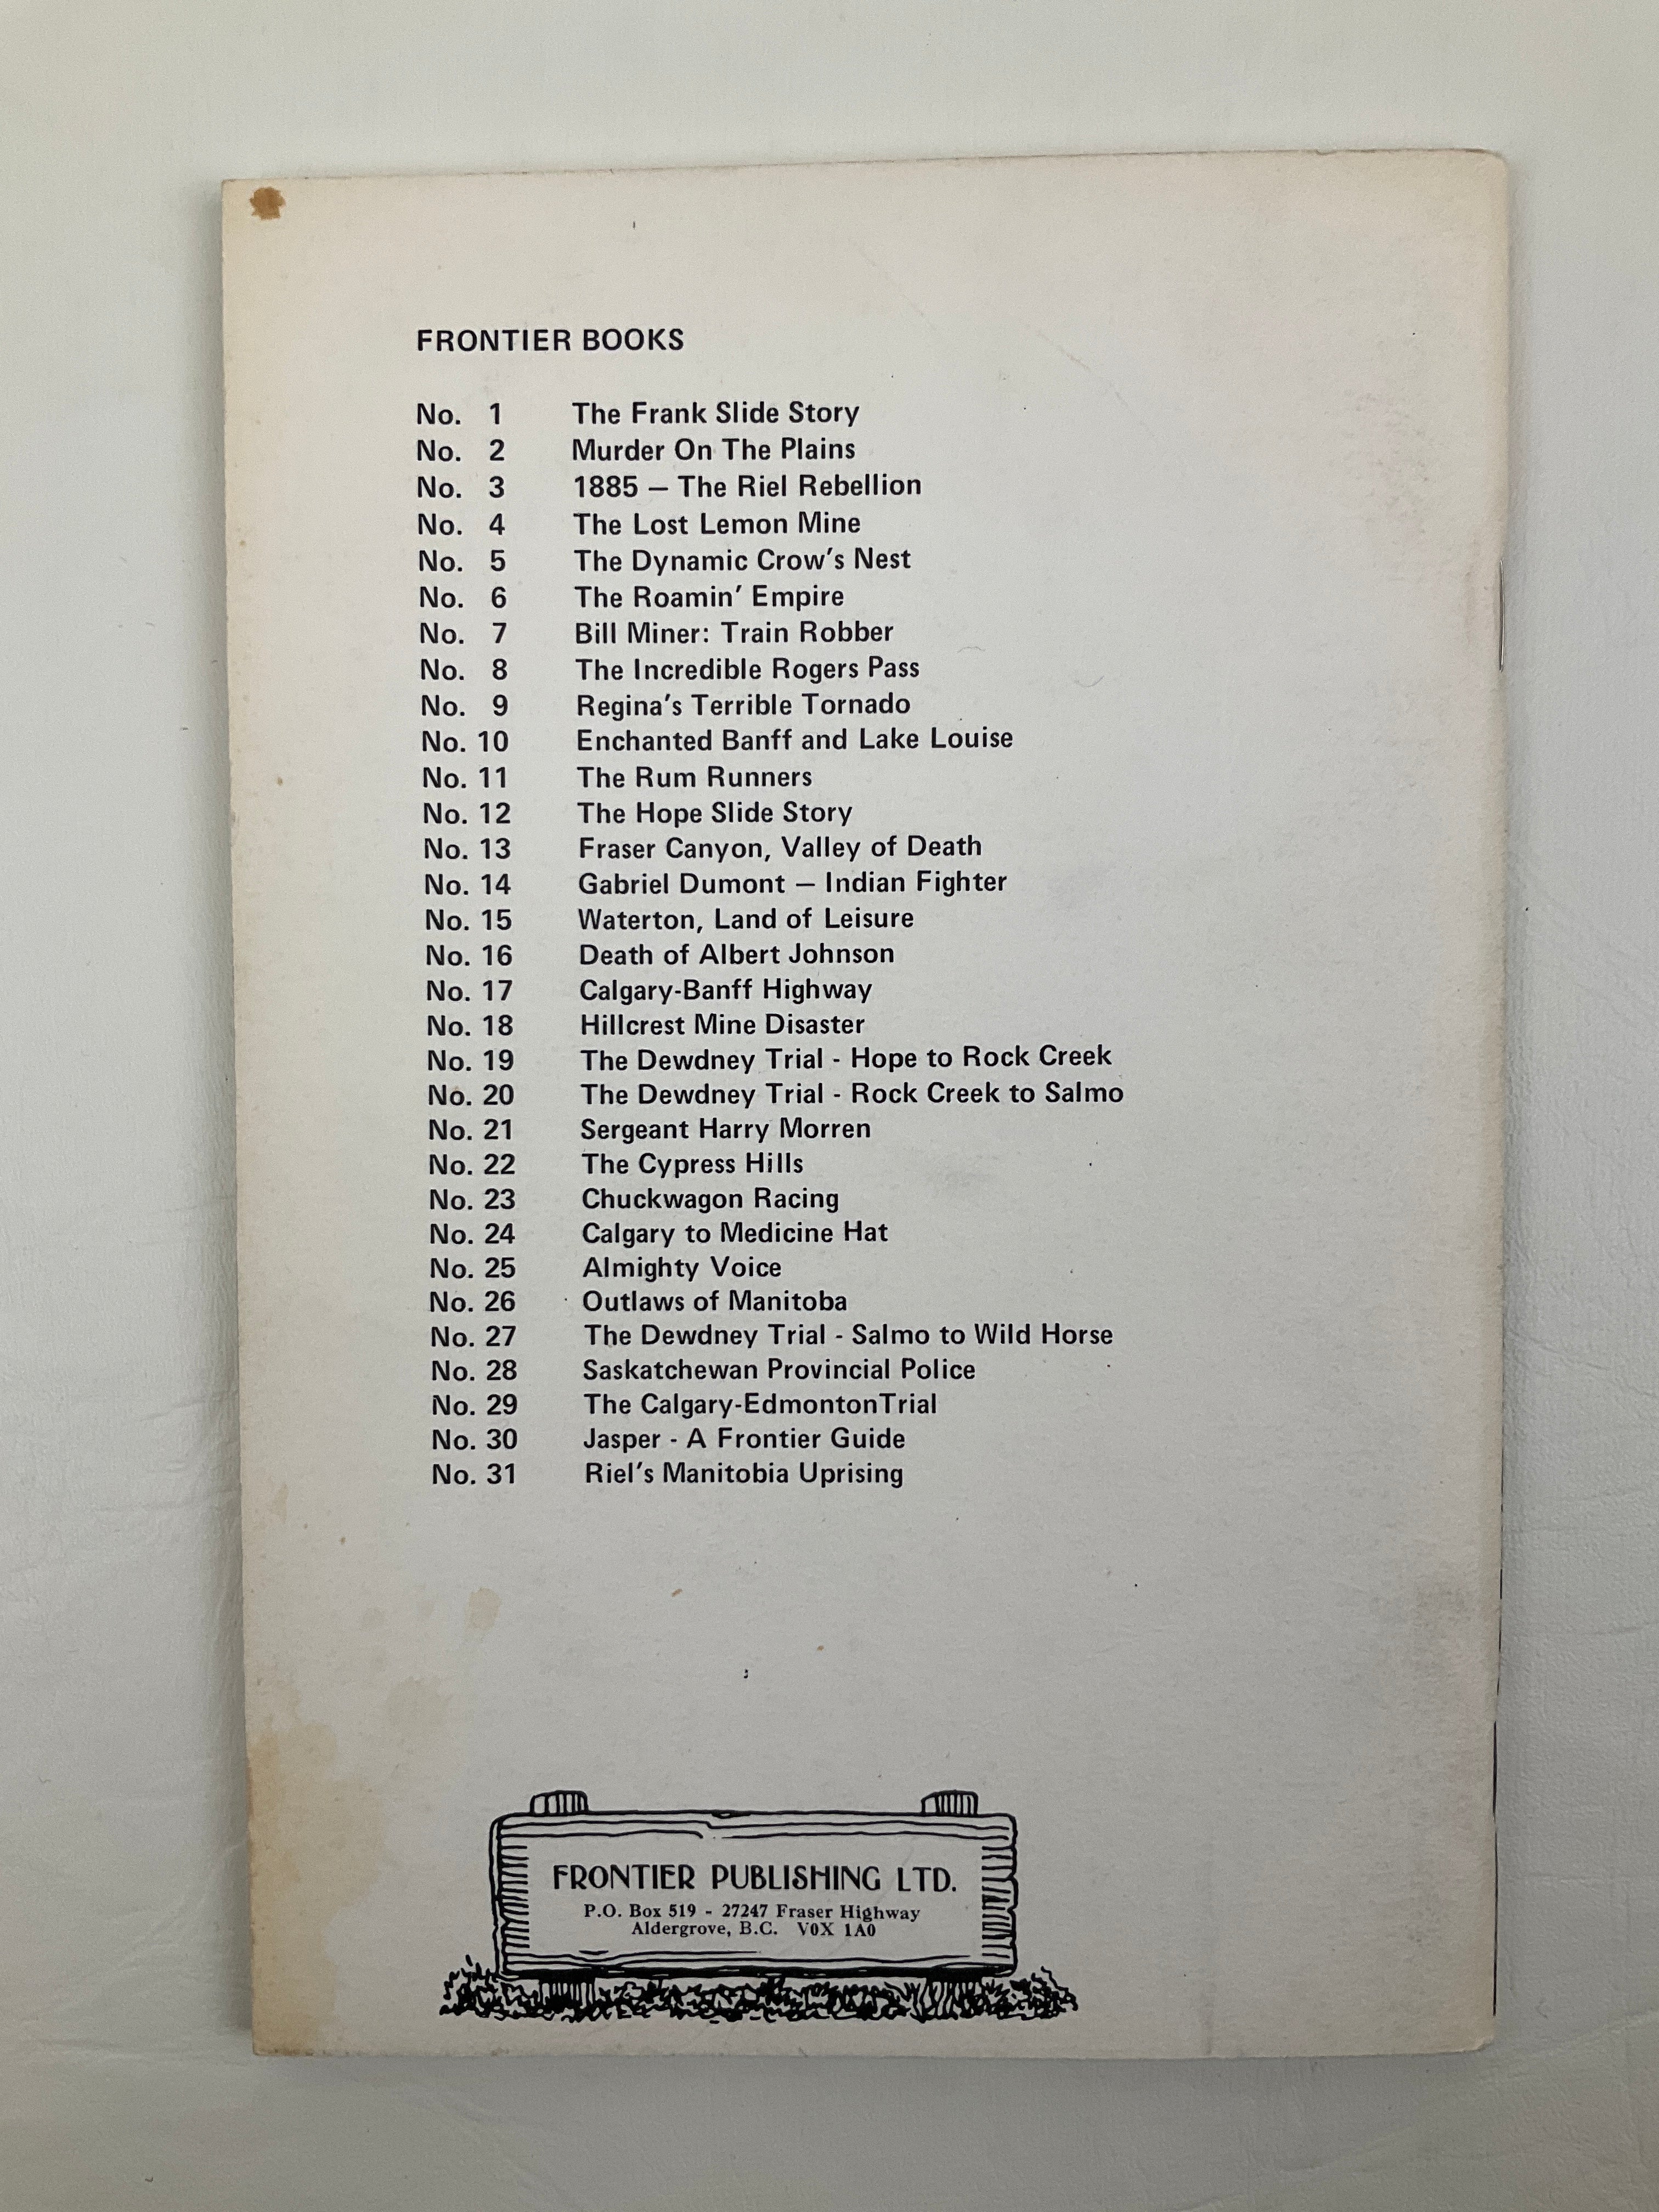 FRONTIER BOOKS
No. 1 The Frank Slide Story
No. 2 Murder On The Plains
No. 3 1885 – The Riel Rebellion
No. 4 The Lost Lemon Mine
No. 5 The Dynamic Crow's Nest
No. 6 The Roamin' Empire
No. 7 Bill Miner: Train Robber
No. 8 The Incredible Rogers Pass
No. 9 Regina's Terrible Tornado
No. 10 Enchanted Banff and Lake Louise
No. 11 The Rum Runners
No. 12 The Hope Slide Story
No. 13 Fraser Canyon, Valley of Death
No. 14 Gabriel Dumont – Indian Fighter
No. 15 Waterton, Land of Leisure
No. 16 Death of Albert Johnson
No. 17 Calgary-Banff Highway
No. 18 Hillcrest Mine Disaster
No. 19 The Dewdney Trial - Hope to Rock Creek
No. 20 The Dewdney Trial - Rock Creek to Salmo
No. 21 Sergeant Harry Morren
No. 22 The Cypress Hills
No. 23 Chuckwagon Racing
No. 24 Calgary to Medicine Hat
No. 25 Almighty Voice
No. 26 Outlaws of Manitoba
No. 27 The Dewdney Trial - Salmo to Wild Horse
No. 28 Saskatchewan Provincial Police
No. 29 The Calgary-EdmontonTrial
No. 30 Jasper - A Frontier Guide
No. 31 Riel's Manitobia Uprising
FRONTIER PUBLISHING LTD.
P.O. Box 519 - 27247 Fraser Highway
Aldergrove, B.C. V0X 1A0